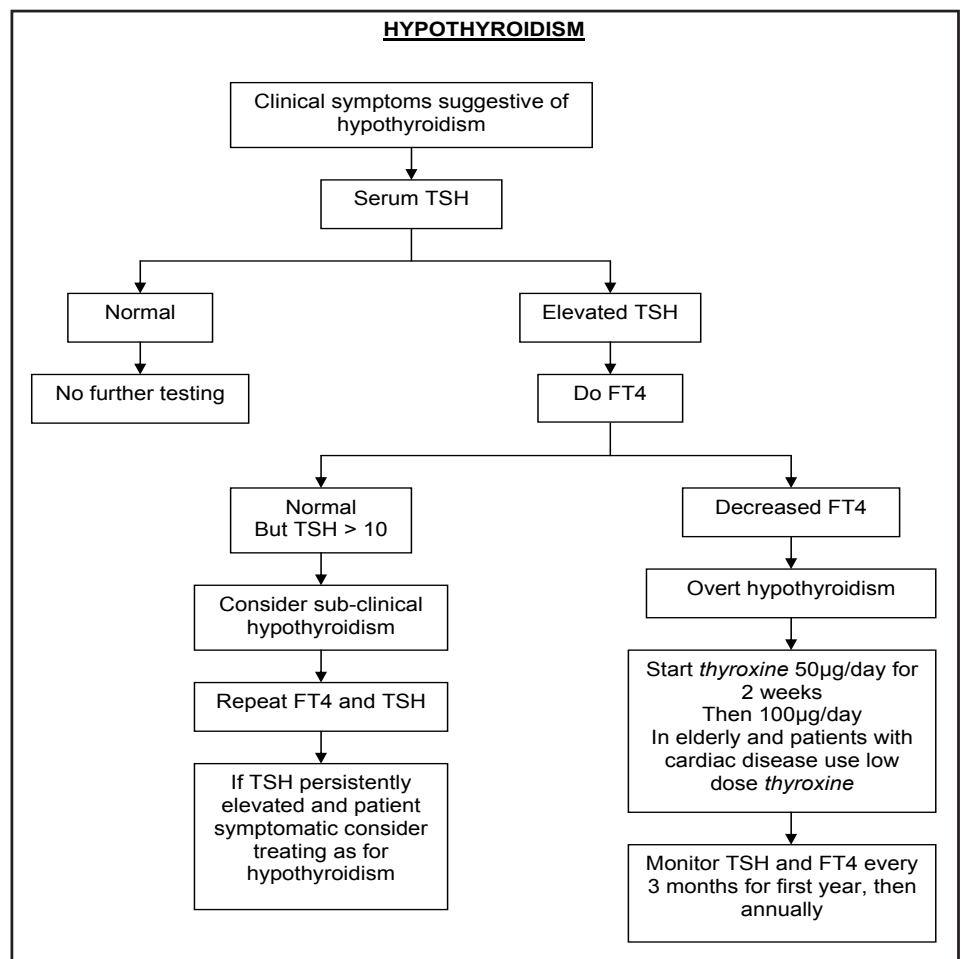 HYPOTHYROIDISM
Clinical symptoms suggestive of
hypothyroidism
Serum TSH
Normal
Elevated TSH
No further testing
Do FT4
Normal
But TSH > 10
Decreased FT4
Consider sub-clinical
hypothyroidism
Overt hypothyroidism
Repeat FT4 and TSH
Start thyroxine 50µg/day for
2 weeks
Then 100µg/day
In elderly and patients with
cardiac disease use low
dose thyroxine
If TSH persistently
elevated and patient
symptomatic consider
treating as for
hypothyroidism
Monitor TSH and FT4 every
3 months for first year, then
annually